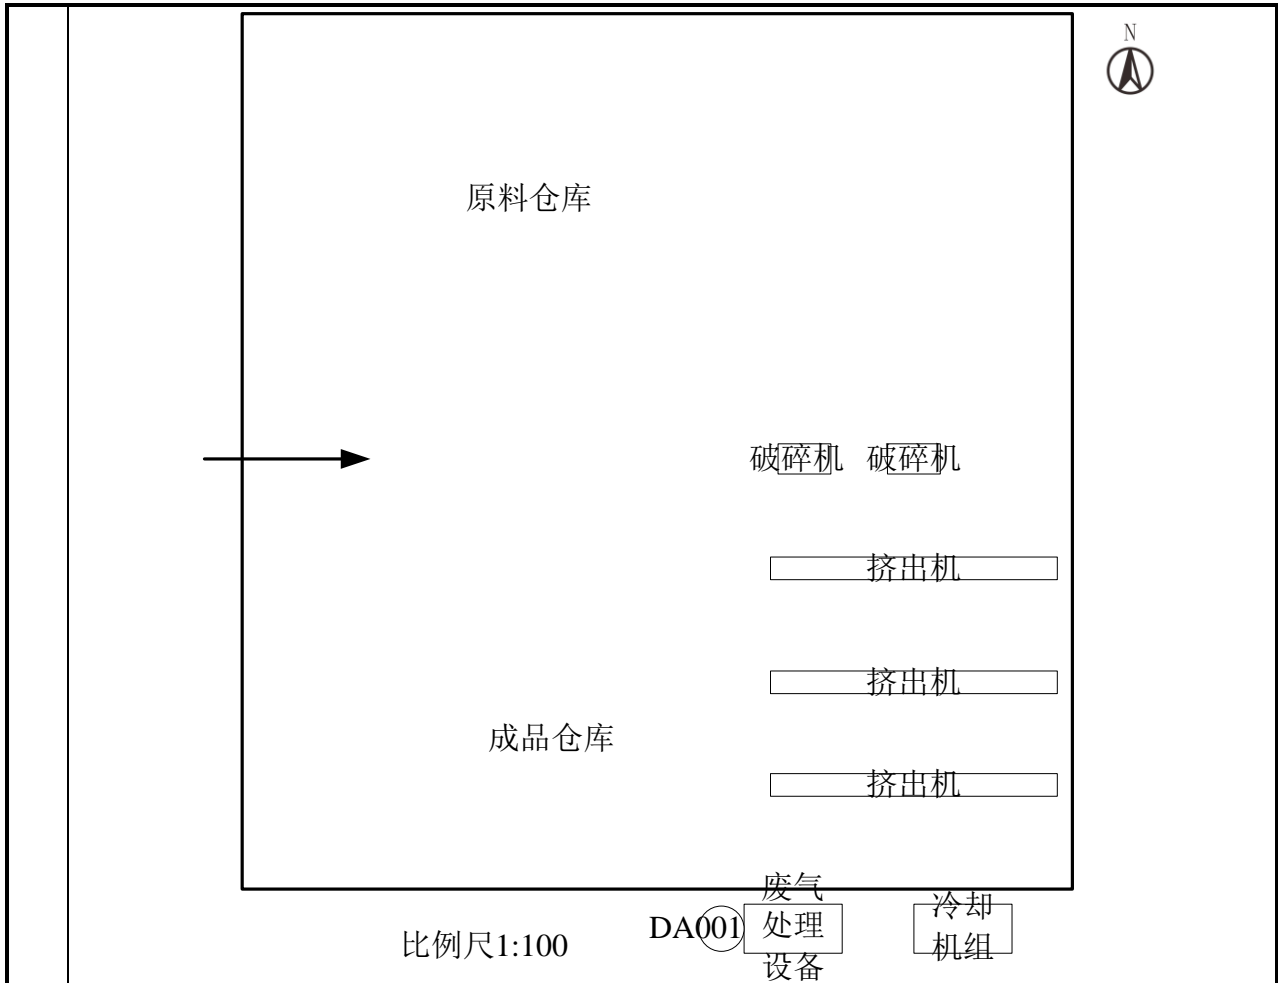 N
原料仓库
破碎机 破碎机
挤出机
挤出机
成品仓库
挤出机
废气
处理
设备
DA001
冷却
机组
比例尺1:100